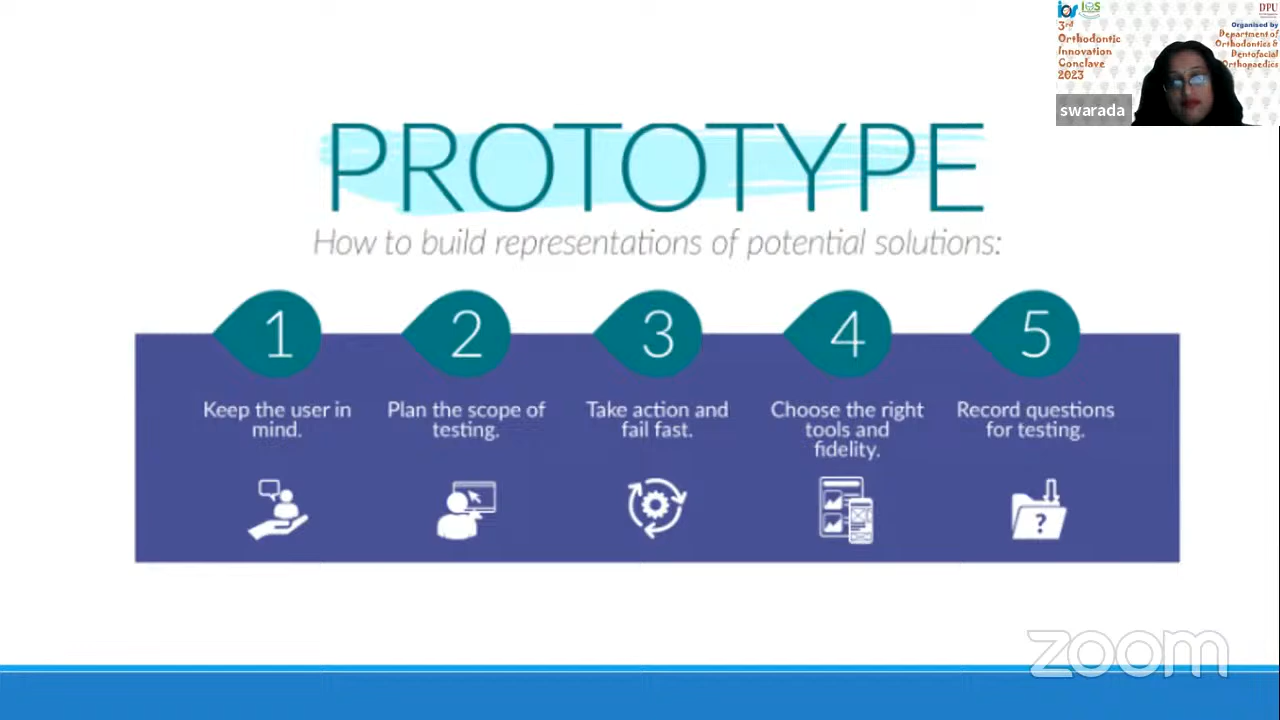 PROTOTYPE
How to build representations of potential solutions:
1
Keep the user in
mind.
2
Plan the scope of
testing.
3
Take action and
fail fast.
4
Choose the right
tools and
fidelity.
5
Record questions
for testing.
?
IOS
DPU
3rd
Orthodontic
Innovation
Conclave
2023
Organised by
Department of
Orthodontics &
Dentofacial
Orthopaedics
swarada
zoom